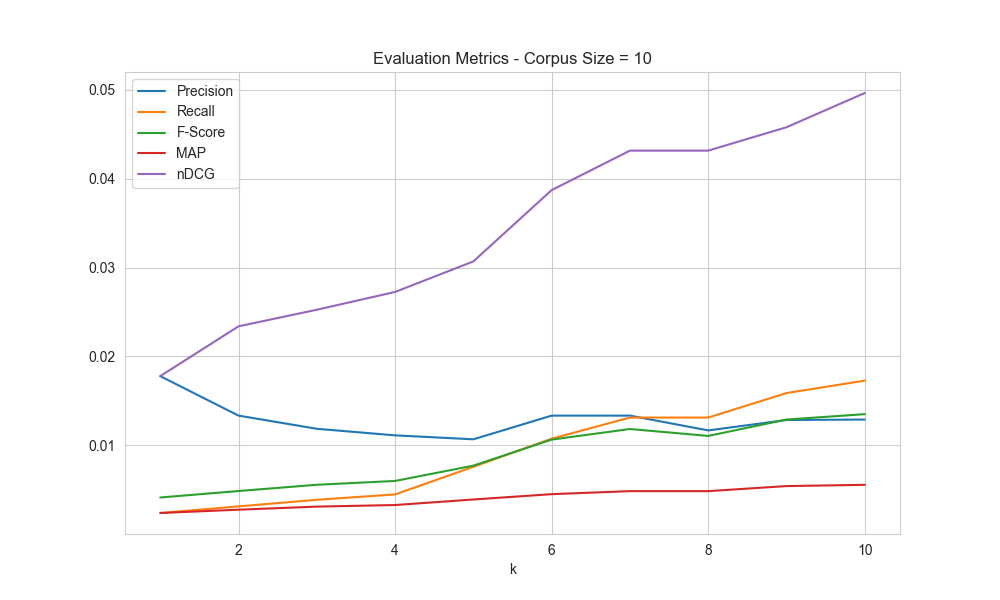 Evaluation Metrics - Corpus Size = 10
Precision
Recall
F-Score
MAP
nDCG
0.05
0.04
0.03
0.02
0.01
2 4 6 8 10
k